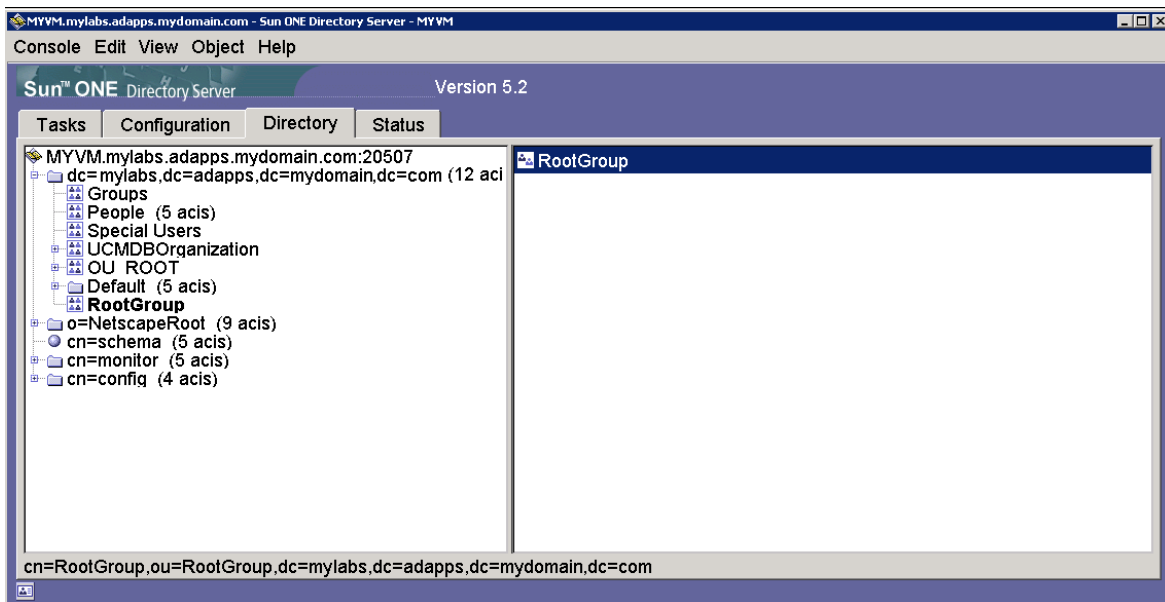 MYVM.mylabs.adapps.mydomain.com - Sun ONE Directory Server - MYVM
Console Edit View Object Help
Sun™ ONE Directory Server Version 5.2
Tasks Configuration Directory Status
MYVM.mylabs.adapps.mydomain.com:20507
dc=mylabs,dc=adapps,dc=mydomain,dc=com (12 aci
Groups
People (5 acis)
Special Users
UCMDBOrganization
OU ROOT
Default (5 acis)
RootGroup
o=NetscapeRoot (9 acis)
cn=schema (5 acis)
cn=monitor (5 acis)
cn=config (4 acis)
RootGroup
cn=RootGroup,ou=RootGroup,dc=mylabs,dc=adapps,dc=mydomain,dc=com